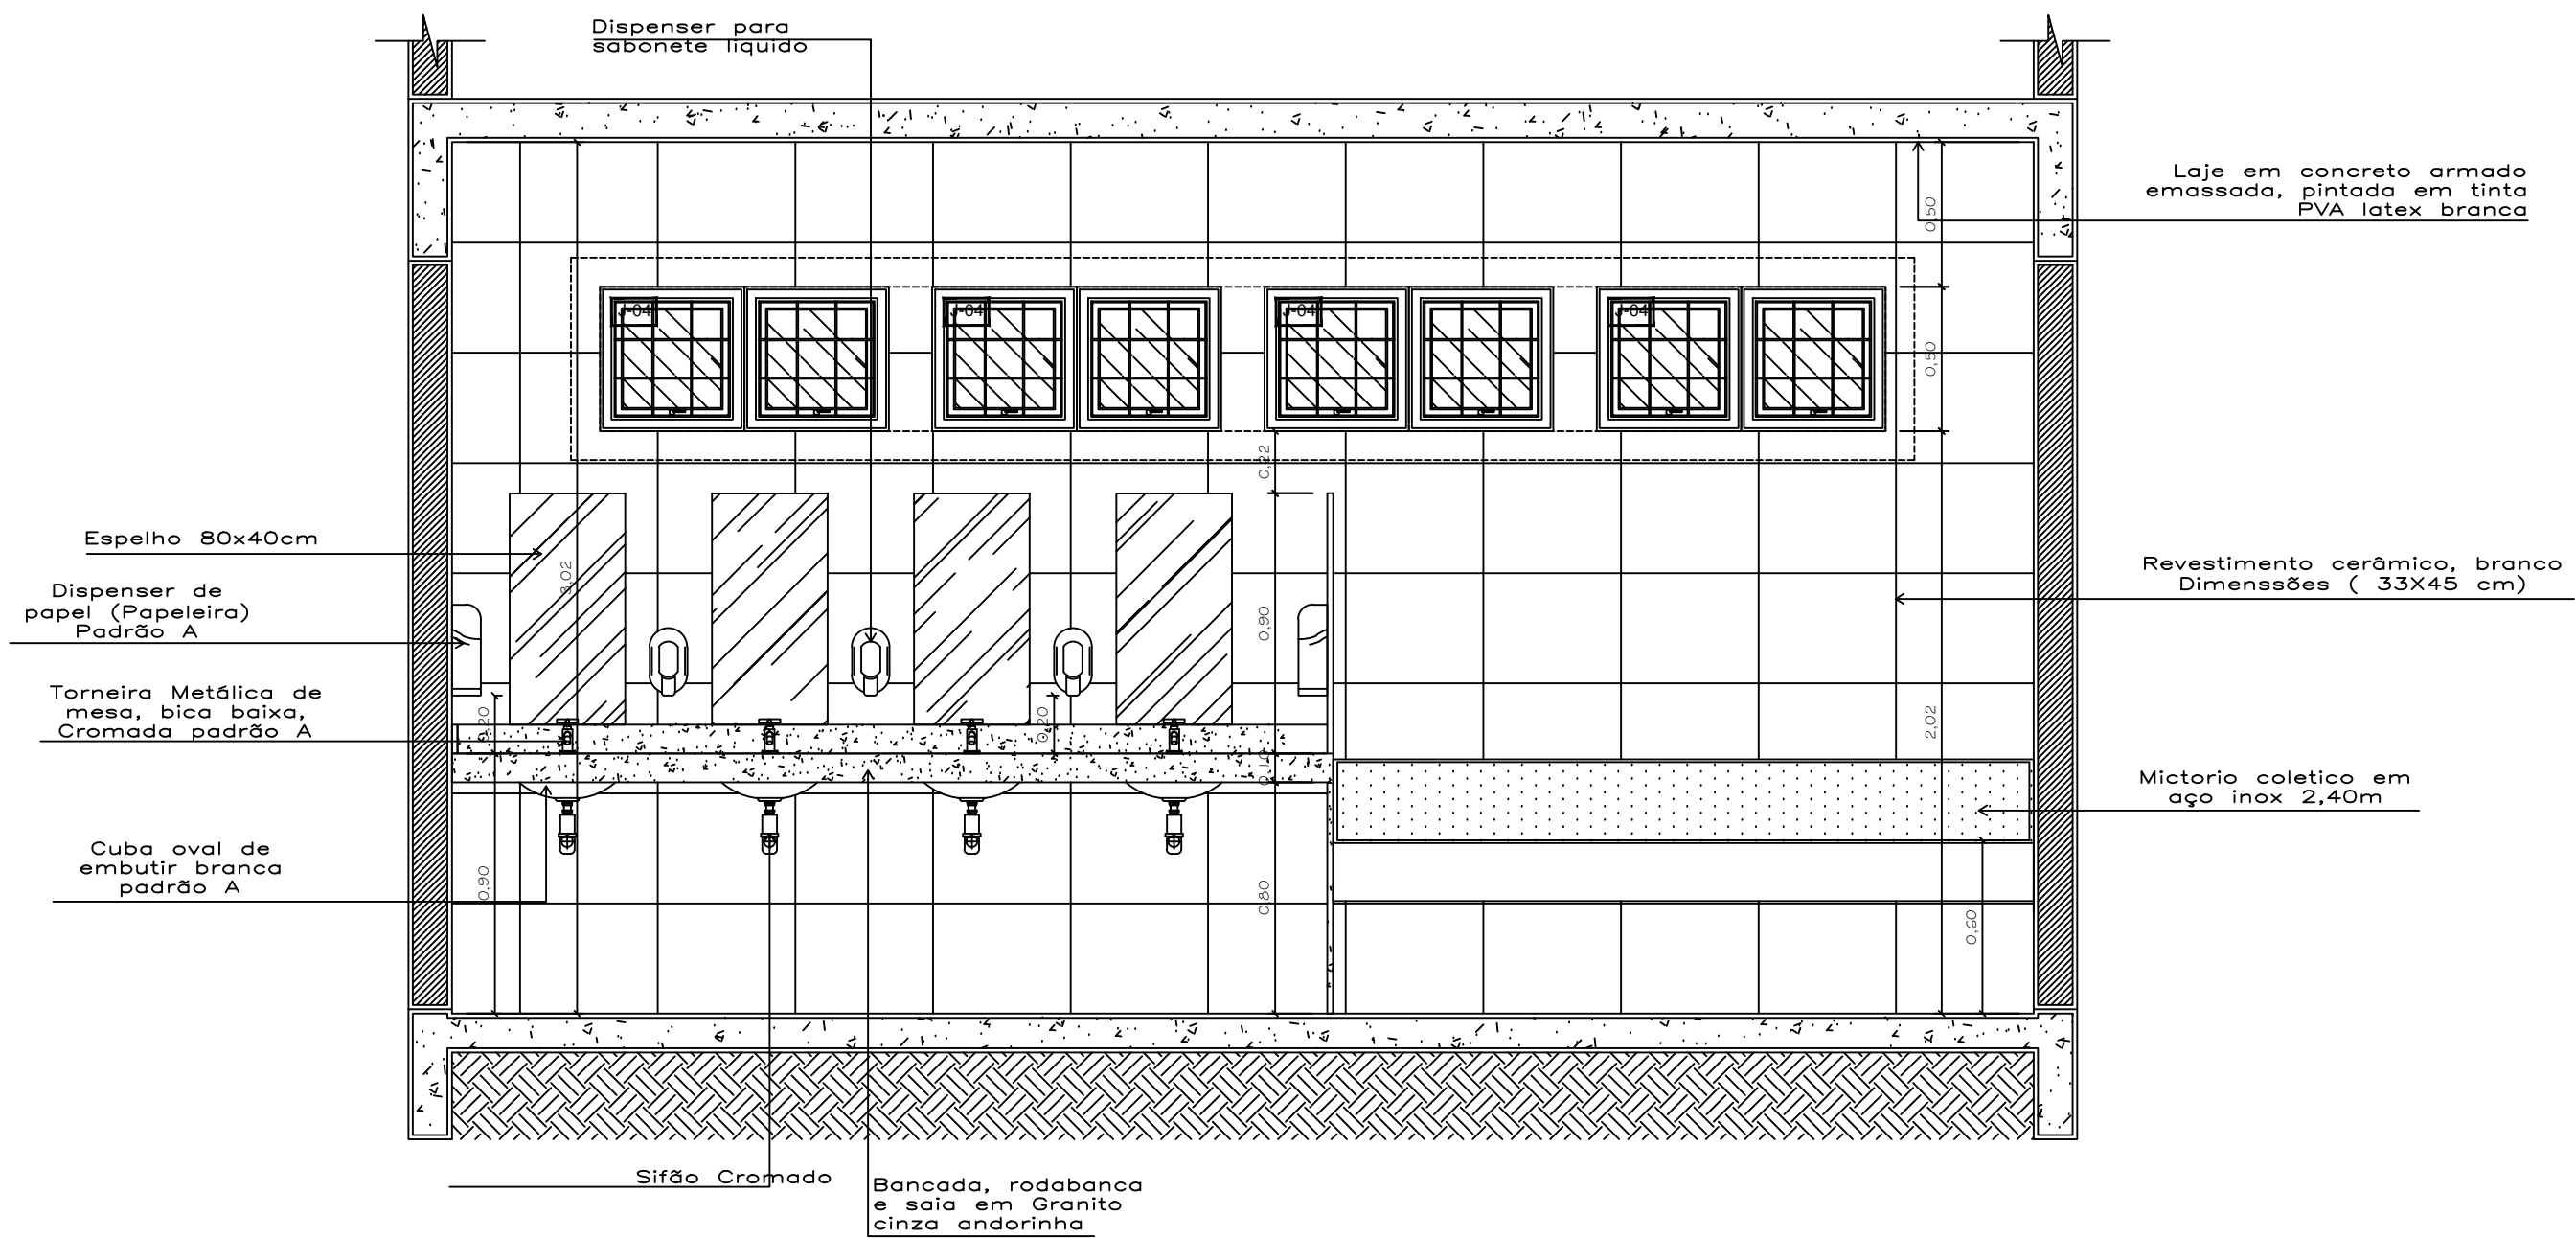 Dispenser para
sabonete liquido
Laje em concreto armado
emassada, pintada em tinta
PVA latex branca
0,50
J-04
J-04
J-04
J-04
0,50
0,22
Espelho 80x40cm
3,02
Revestimento cerâmico, branco
Dimenssões ( 33X45 cm)
Dispenser de
papel (Papeleira)
Padrão A
0,90
Torneira Metálica de
mesa, bica baixa,
Cromada padrão A
0,20
0,20
2,02
0,10
Mictorio coletico em
aço inox 2,40m
Cuba oval de
embutir branca
padrão A
0,90
0,80
0,60
Sifão Cromado
Bancada, rodabanca
e saia em Granito
cinza andorinha